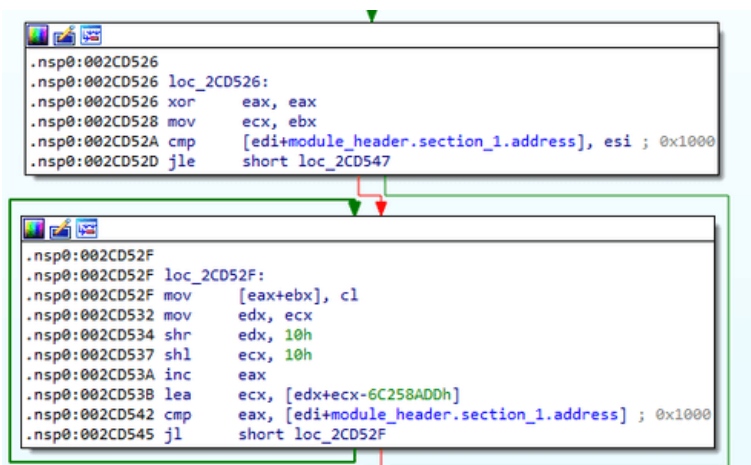 .nsp0:002CD526
.nsp0:002CD526 loc_2CD526:
.nsp0:002CD526 xor eax, eax
.nsp0:002CD528 mov ecx, ebx
.nsp0:002CD52A cmp [edi+module_header.section_1.address], esi ; 0x1000
.nsp0:002CD52D jle short loc_2CD547
.nsp0:002CD52F
.nsp0:002CD52F loc_2CD52F:
.nsp0:002CD52F mov [eax+ebx], cl
.nsp0:002CD532 mov edx, ecx
.nsp0:002CD534 shr edx, 10h
.nsp0:002CD537 shl ecx, 10h
.nsp0:002CD53A inc eax
.nsp0:002CD53B lea ecx, [edx+ecx-6C258ADDh]
.nsp0:002CD542 cmp eax, [edi+module_header.section_1.address] ; 0x1000
.nsp0:002CD545 jl short loc_2CD52F